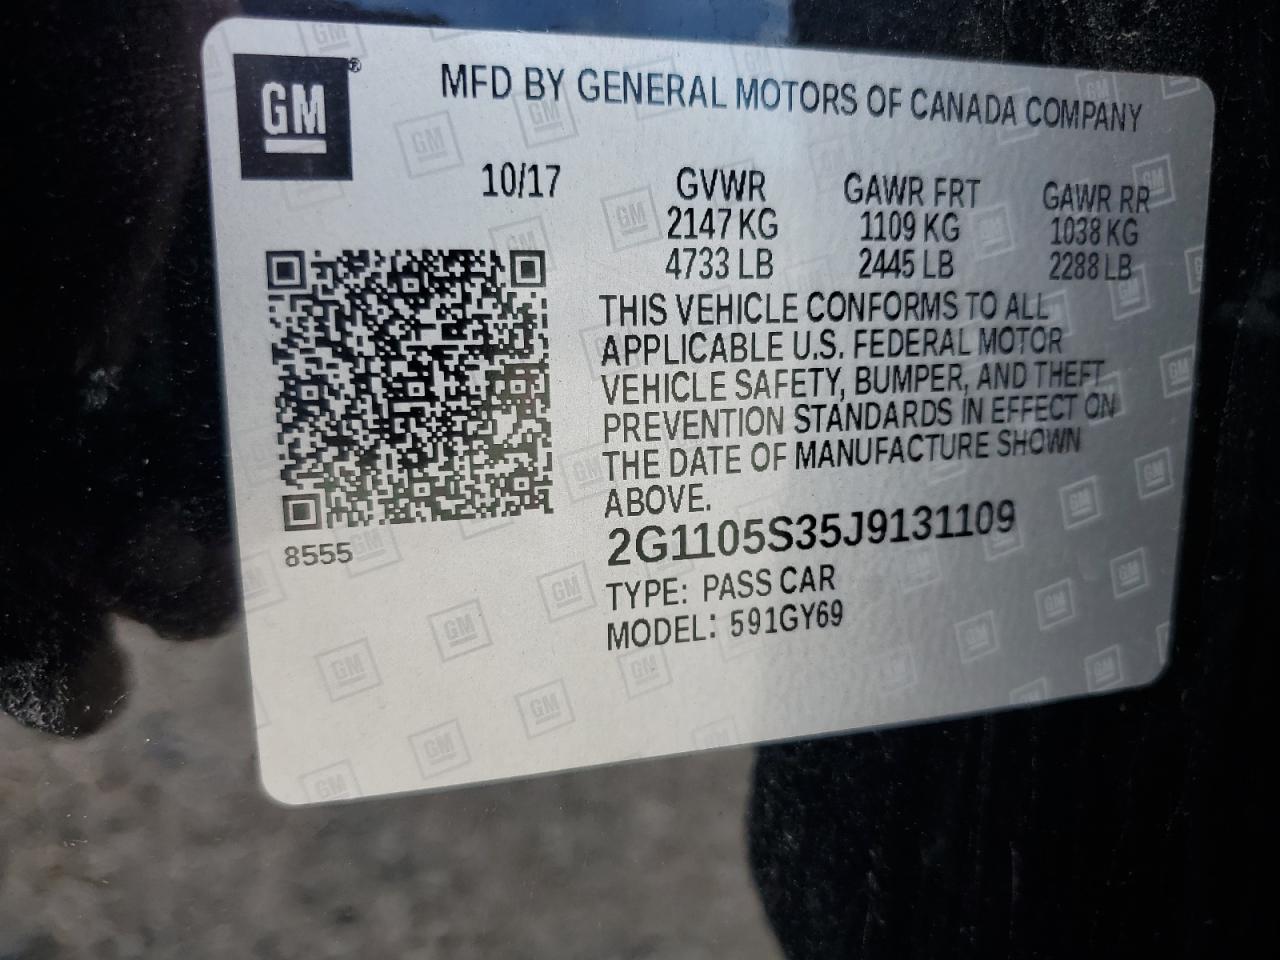 GM®
MFD BY GENERAL MOTORS OF CANADA COMPANY
10/17
GVWR GAWR FRT GAWR RR
2147 KG 1109 KG 1038 KG
4733 LB 2445 LB 2288 LB
THIS VEHICLE CONFORMS TO ALL
APPLICABLE U.S. FEDERAL MOTOR
VEHICLE SAFETY, BUMPER, AND THEFT
PREVENTION STANDARDS IN EFFECT ON
THE DATE OF MANUFACTURE SHOWN
ABOVE.
2G1105S35J9131109
TYPE: PASS CAR
MODEL: 591GY69
8555